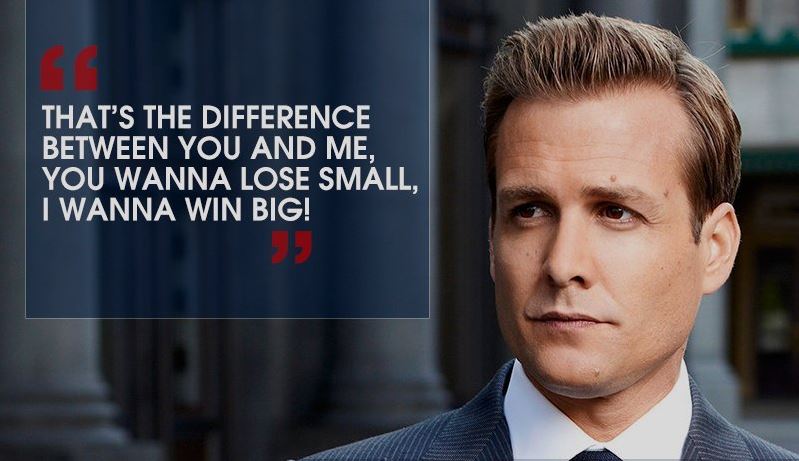 “
THAT’S THE DIFFERENCE
BETWEEN YOU AND ME,
YOU WANNA LOSE SMALL,
I WANNA WIN BIG!
”